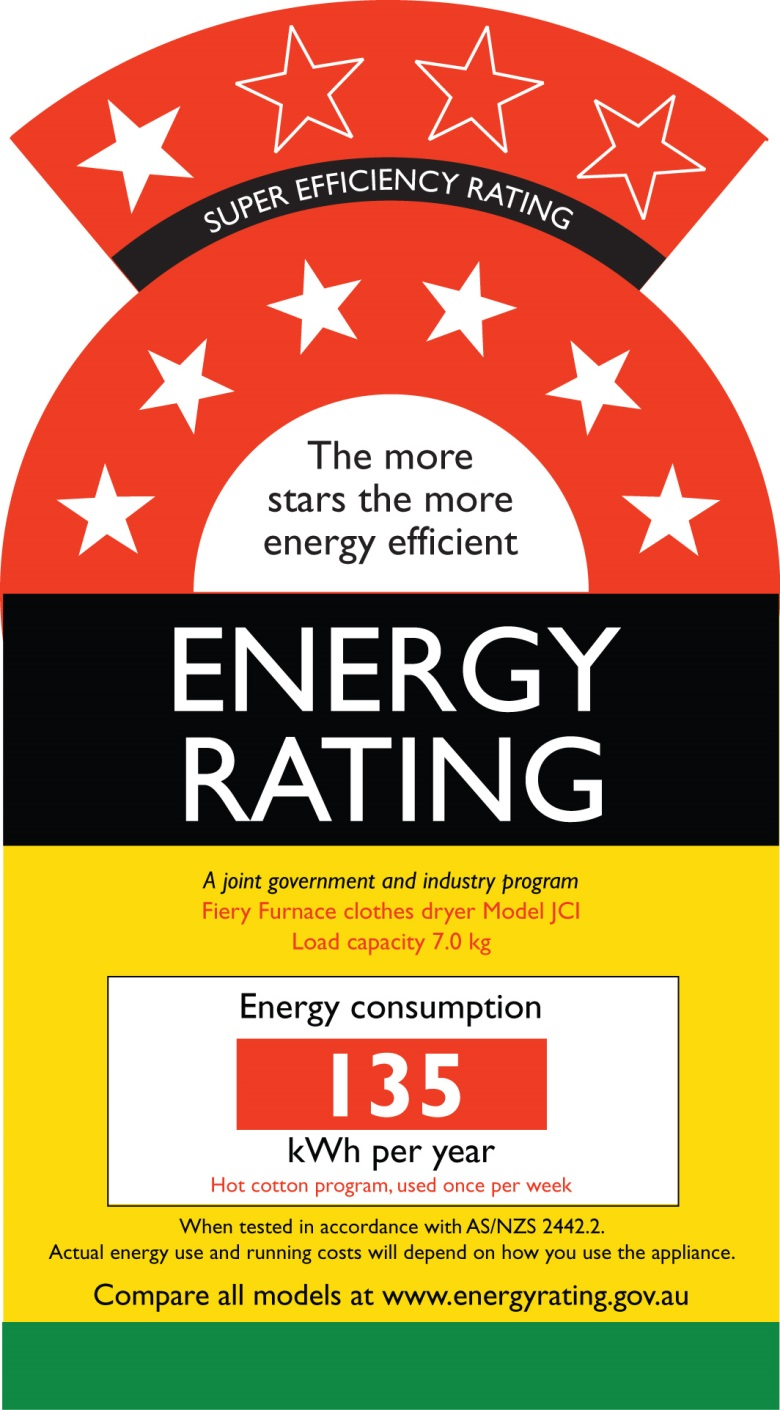 SUPER EFFICIENCY RATING
The more
stars the more
energy efficient
ENERGY
RATING
A joint government and industry program
Fiery Furnace clothes dryer Model JCI
Load capacity 7.0 kg
Energy consumption
135
kWh per year
Hot cotton program, used once per week
When tested in accordance with AS/NZS 2442.2.
Actual energy use and running costs will depend on how you use the appliance.
Compare all models at www.energyrating.gov.au